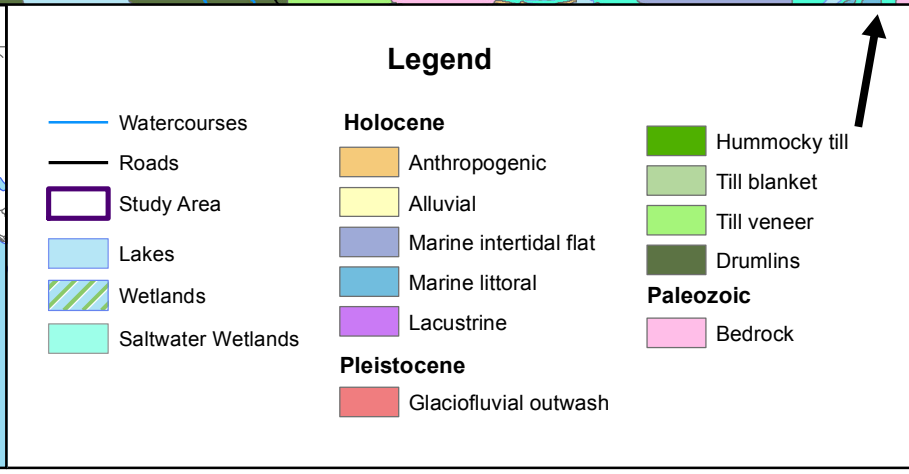 Legend
Watercourses
Roads
Study Area
Lakes
Wetlands
Saltwater Wetlands
Holocene
Anthropogenic
Alluvial
Marine intertidal flat
Marine littoral
Lacustrine
Pleistocene
Glaciofluvial outwash
Hummocky till
Till blanket
Till veneer
Drumlins
Paleozoic
Bedrock